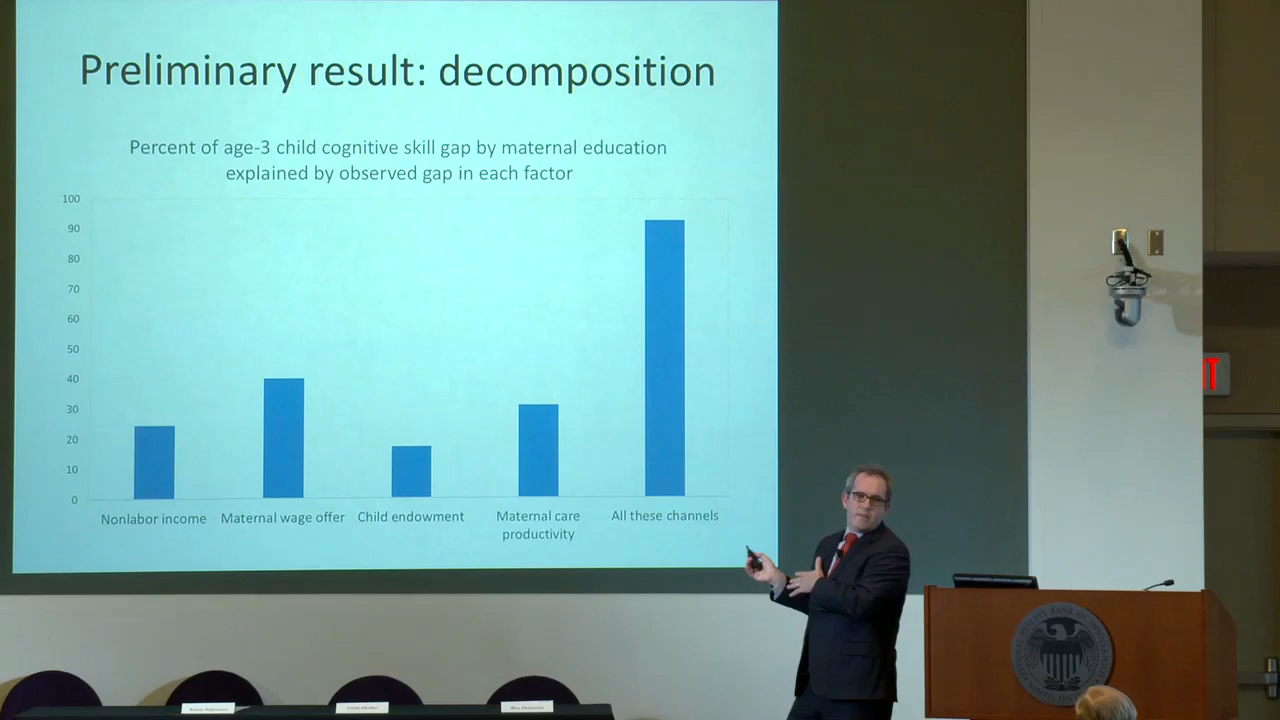 Preliminary result: decomposition
Percent of age-3 child cognitive skill gap by maternal education
explained by observed gap in each factor
100
90
80
70
60
50
40
30
20
10
0
Nonlabor income
Maternal wage offer
Child endowment
Maternal care
productivity
All these channels
IT